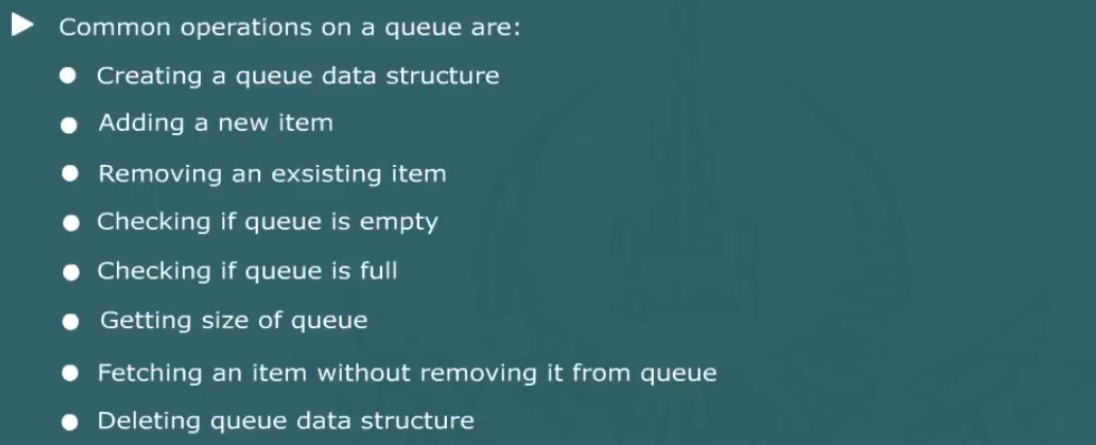 Common operations on a queue are:
Creating a queue data structure
Adding a new item
Removing an exsisting item
Checking if queue is empty
Checking if queue is full
Getting size of queue
Fetching an item without removing it from queue
Deleting queue data structure